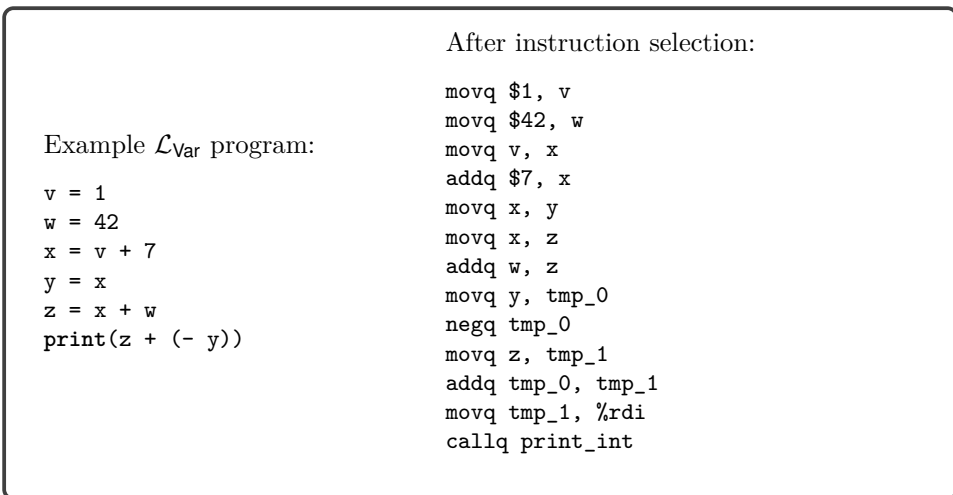 Example ℒVar program:
v = 1
w = 42
x = v + 7
y = x
z = x + w
print(z + (- y))
After instruction selection:
movq $1, v
movq $42, w
movq v, x
addq $7, x
movq x, y
movq x, z
addq w, z
movq y, tmp_0
negq tmp_0
movq z, tmp_1
addq tmp_0, tmp_1
movq tmp_1, %rdi
callq print_int